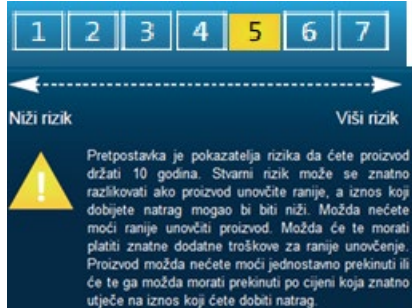 1 2 3 4 5 6 7
Niži rizik Viši rizik
Pretpostavka je pokazatelja rizika da ćete proizvod
držati 10 godina. Stvarni rizik može se znatno
razlikovati ako proizvod unovčite ranije, a iznos koji
dobijete natrag mogao bi biti niži. Možda nećete
moći ranije unovčiti proizvod. Možda će te morati
platiti znatne dodatne troškove za ranije unovčenje.
Proizvod možda nećete moći jednostavno prekinuti ili
će te ga možda morati prekinuti po cijeni koja znatno
utječe na iznos koji ćete dobiti natrag.